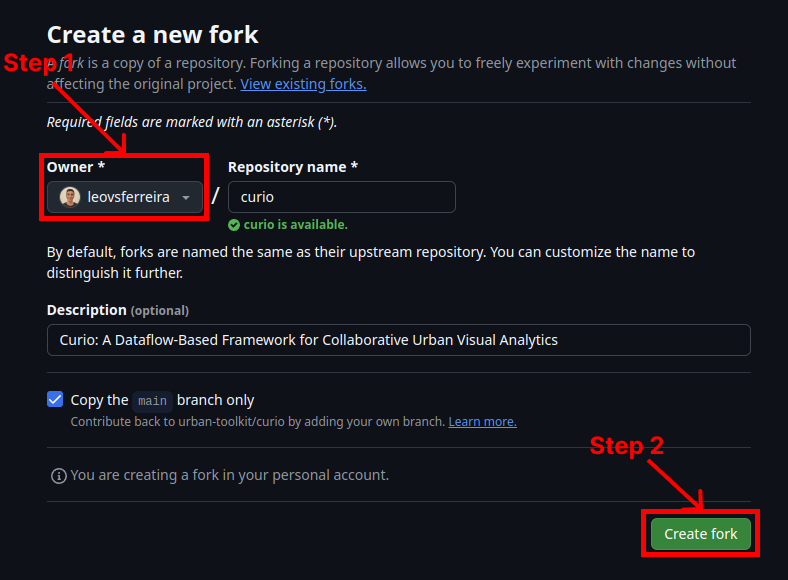 Create a new fork
Step 1
A fork is a copy of a repository. Forking a repository allows you to freely experiment with changes without
affecting the original project. View existing forks.
Required fields are marked with an asterisk (*).
Owner *
Repository name *
leovsferreira
/
curio
curio is available.
By default, forks are named the same as their upstream repository. You can customize the name to
distinguish it further.
Description (optional)
Curio: A Dataflow-Based Framework for Collaborative Urban Visual Analytics
Copy the main branch only
Contribute back to urban-toolkit/curio by adding your own branch. Learn more.
Step 2
You are creating a fork in your personal account.
Create fork